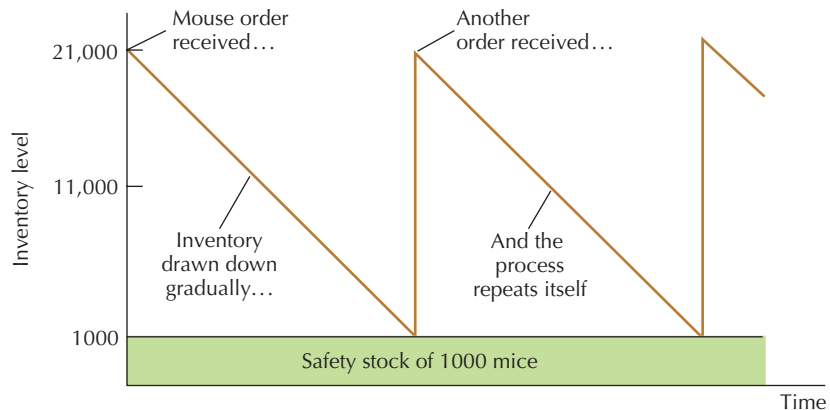 Mouse order
received…
Another
order received…
21,000
Inventory level
11,000
Inventory
drawn down
gradually…
And the
process
repeats itself
1000
Safety stock of 1000 mice
Time